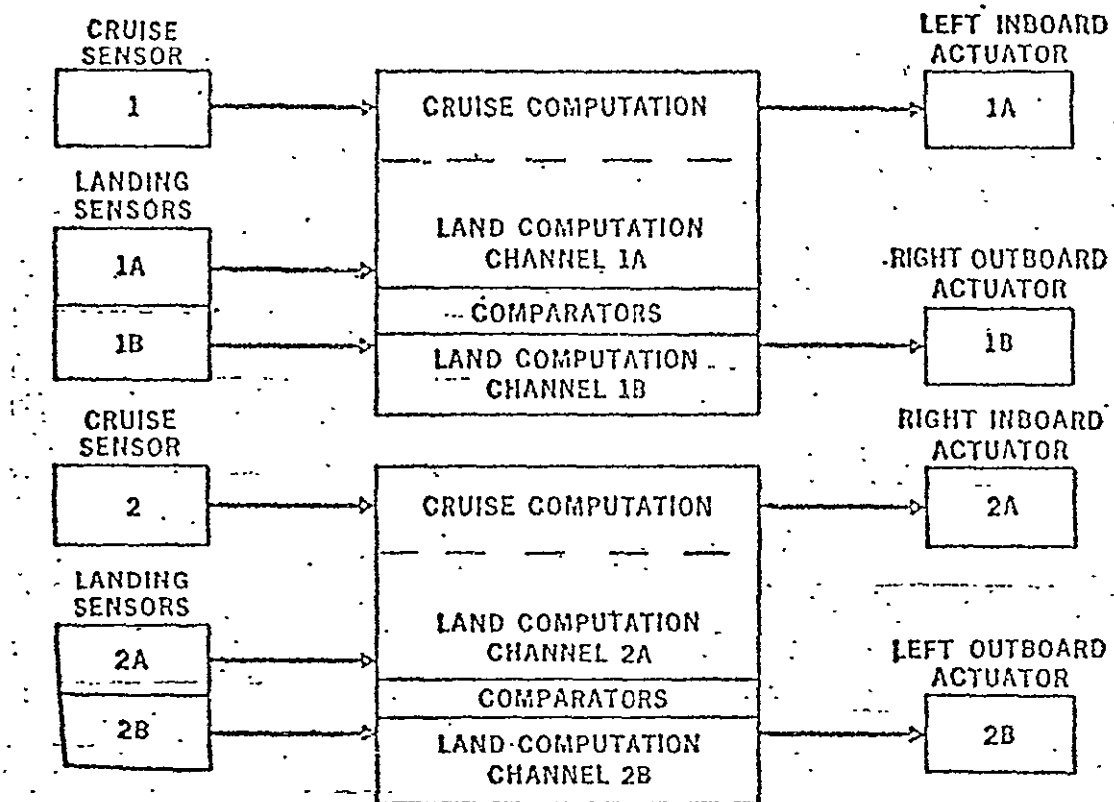 CRUISE
SENSOR
1
LANDING
SENSORS
1A
1B
CRUISE COMPUTATION
LAND COMPUTATION
CHANNEL 1A
COMPARATORS
LAND COMPUTATION
CHANNEL 1B
LEFT INBOARD
ACTUATOR
1A
RIGHT OUTBOARD
ACTUATOR
1B
CRUISE
SENSOR
2
LANDING
SENSORS
2A
2B
CRUISE COMPUTATION
LAND COMPUTATION
CHANNEL 2A
COMPARATORS
LAND COMPUTATION
CHANNEL 2B
RIGHT INBOARD
ACTUATOR
2A
LEFT OUTBOARD
ACTUATOR
2B